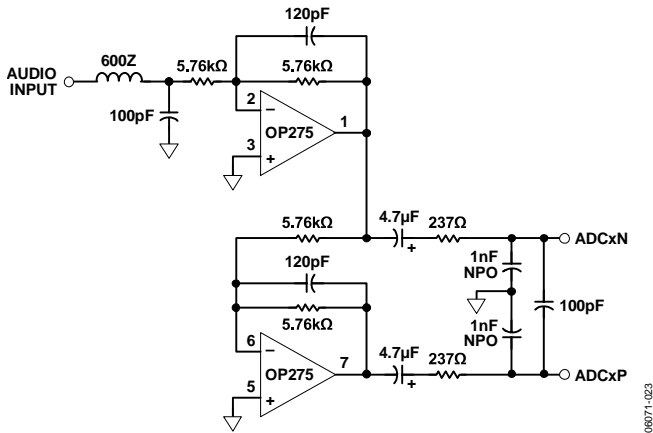 120pF
600Z
5.76kΩ
5.76kΩ
AUDIO
INPUT
100pF
2
–
OP275
1
3
+
5.76kΩ
4.7µF
+
237Ω
ADCxN
120pF
1nF
NPO
5.76kΩ
100pF
1nF
NPO
6
–
OP275
7
4.7µF
+
237Ω
ADCxP
5
+
06071-023